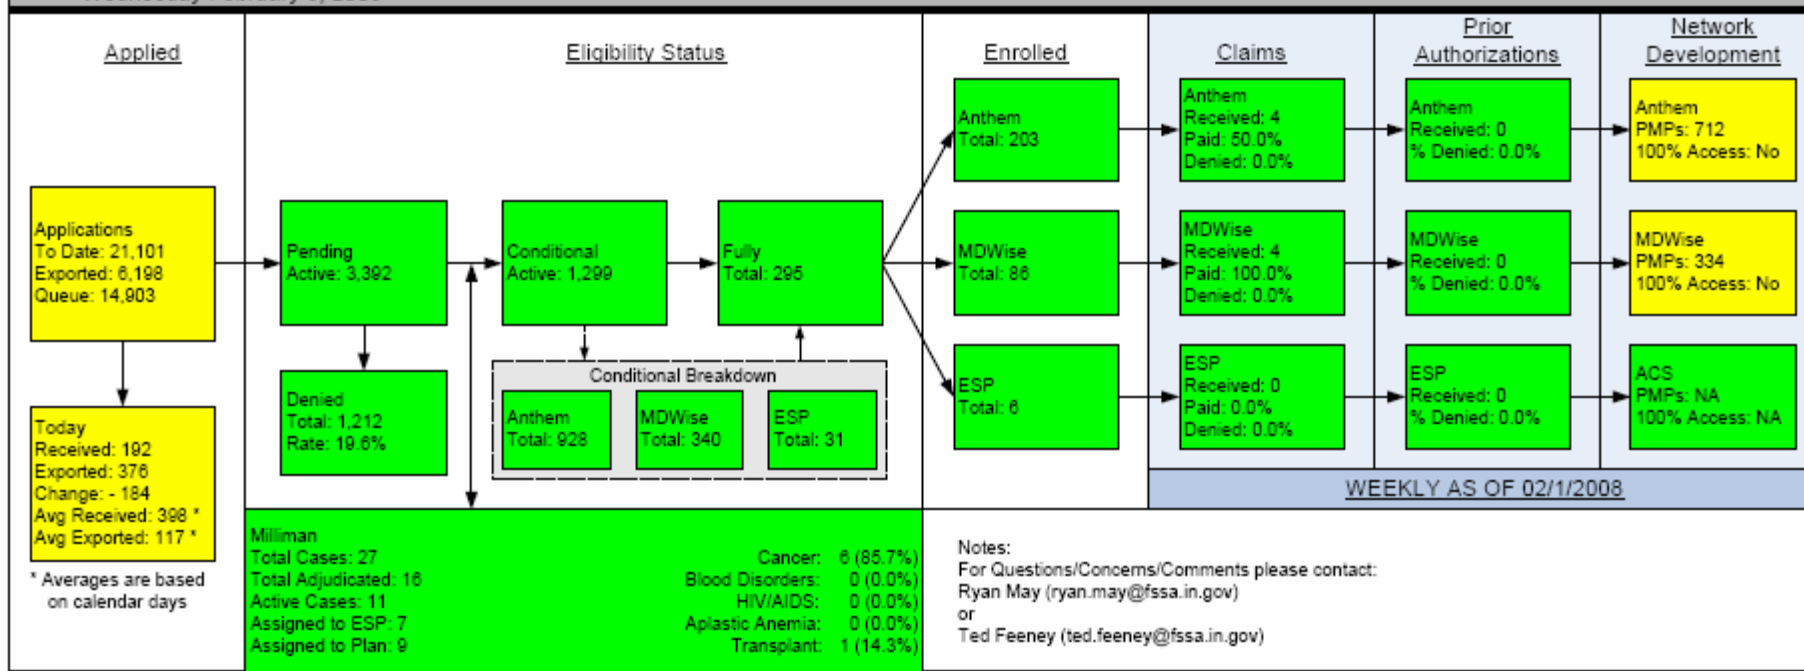 Applied
Eligibility Status
Enrolled
Claims
Prior
Authorizations
Network
Development
Applications
To Date: 21,101
Exported: 6,198
Queue: 14,903
Today
Received: 192
Exported: 376
Change: - 184
Avg Received: 398 *
Avg Exported: 117 *
* Averages are based
on calendar days
Pending
Active: 3,392
Denied
Total: 1,212
Rate: 19.6%
Conditional
Active: 1,299
Fully
Total: 295
Conditional Breakdown
Anthem
Total: 928
MDWise
Total: 340
ESP
Total: 31
Milliman
Total Cases: 27
Total Adjudicated: 16
Active Cases: 11
Assigned to ESP: 7
Assigned to Plan: 9
Cancer: 6 (85.7%)
Blood Disorders: 0 (0.0%)
HIV/AIDS: 0 (0.0%)
Aplastic Anemia: 0 (0.0%)
Transplant: 1 (14.3%)
Anthem
Total: 203
MDWise
Total: 86
ESP
Total: 6
Anthem
Received: 4
Paid: 50.0%
Denied: 0.0%
MDWise
Received: 4
Paid: 100.0%
Denied: 0.0%
ESP
Received: 0
Paid: 0.0%
Denied: 0.0%
Anthem
Received: 0
% Denied: 0.0%
MDWise
Received: 0
% Denied: 0.0%
ESP
Received: 0
% Denied: 0.0%
Anthem
PMPs: 712
100% Access: No
MDWise
PMPs: 334
100% Access: No
ACS
PMPs: NA
100% Access: NA
WEEKLY AS OF 02/1/2008
Notes:
For Questions/Concerns/Comments please contact:
Ryan May (ryan.may@fssa.in.gov)
or
Ted Feeney (ted.feeney@fssa.in.gov)